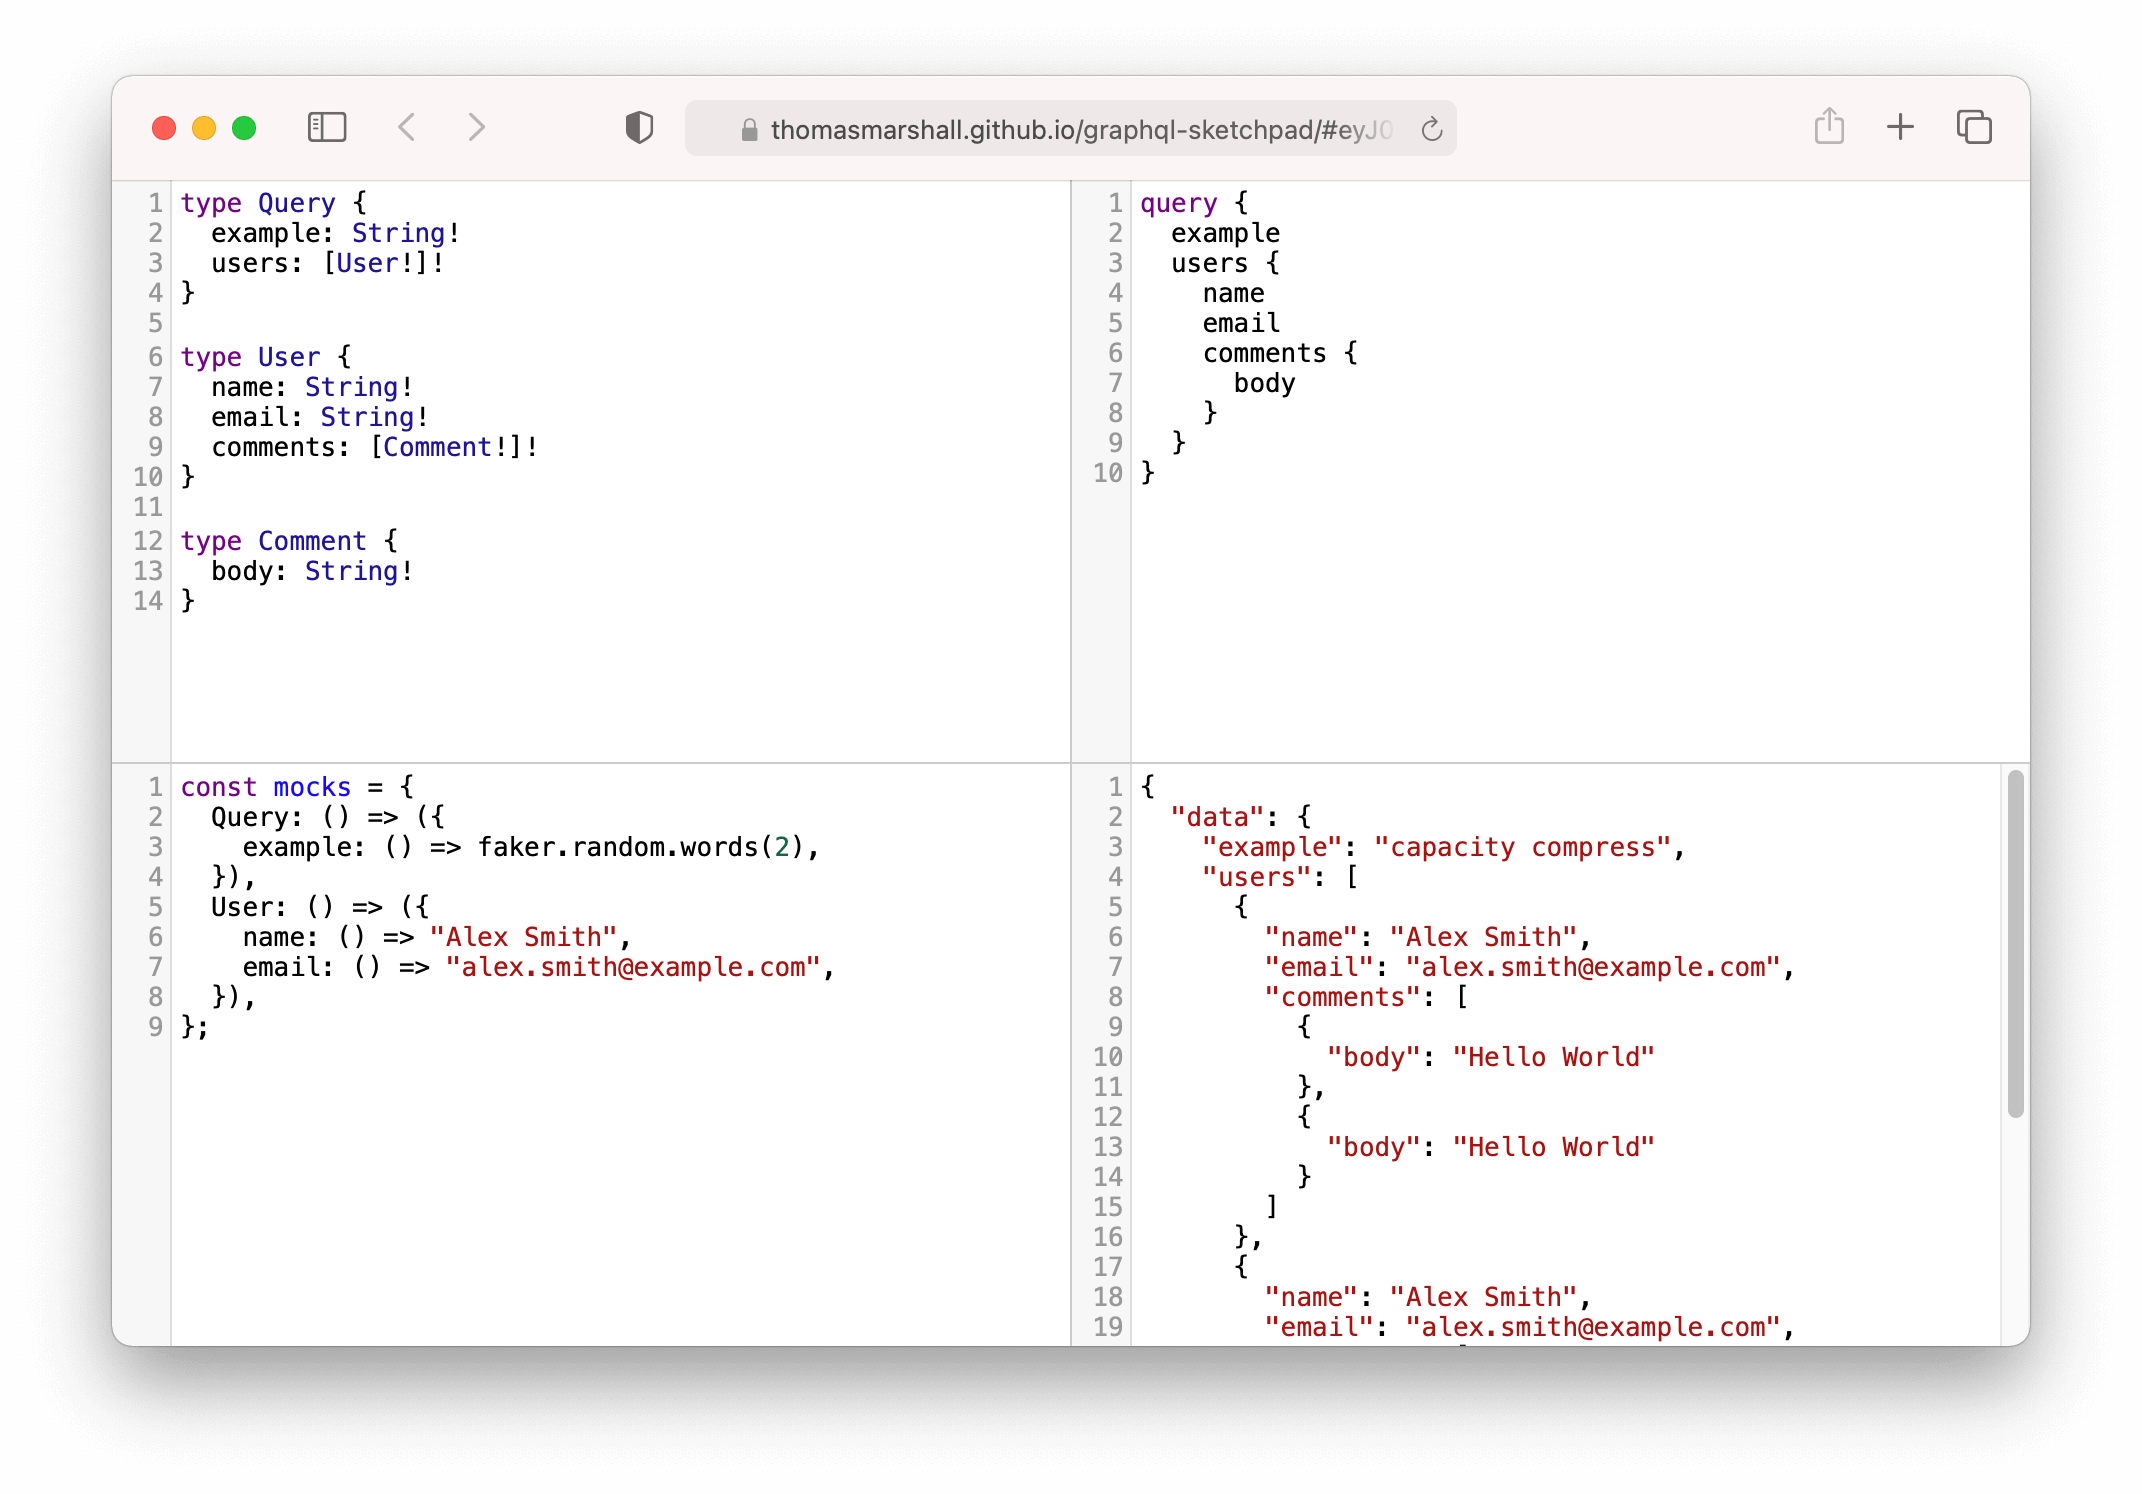 thomasmarshall.github.io/graphql-sketchpad/#eyJ0
1 type Query {
2   example: String!
3   users: [User!]!
4 }
5
6 type User {
7   name: String!
8   email: String!
9   comments: [Comment!]!
10 }
11
12 type Comment {
13   body: String!
14 }
1 query {
2   example
3   users {
4     name
5     email
6     comments {
7       body
8     }
9   }
10 }
1 const mocks = {
2   Query: () => ({
3     example: () => faker.random.words(2),
4   }),
5   User: () => ({
6     name: () => "Alex Smith",
7     email: () => "alex.smith@example.com",
8   }),
9 };
1 {
2   "data": {
3     "example": "capacity compress",
4     "users": [
5       {
6         "name": "Alex Smith",
7         "email": "alex.smith@example.com",
8         "comments": [
9           {
10             "body": "Hello World"
11           },
12           {
13             "body": "Hello World"
14           }
15         ]
16       },
17       {
18         "name": "Alex Smith",
19         "email": "alex.smith@example.com",